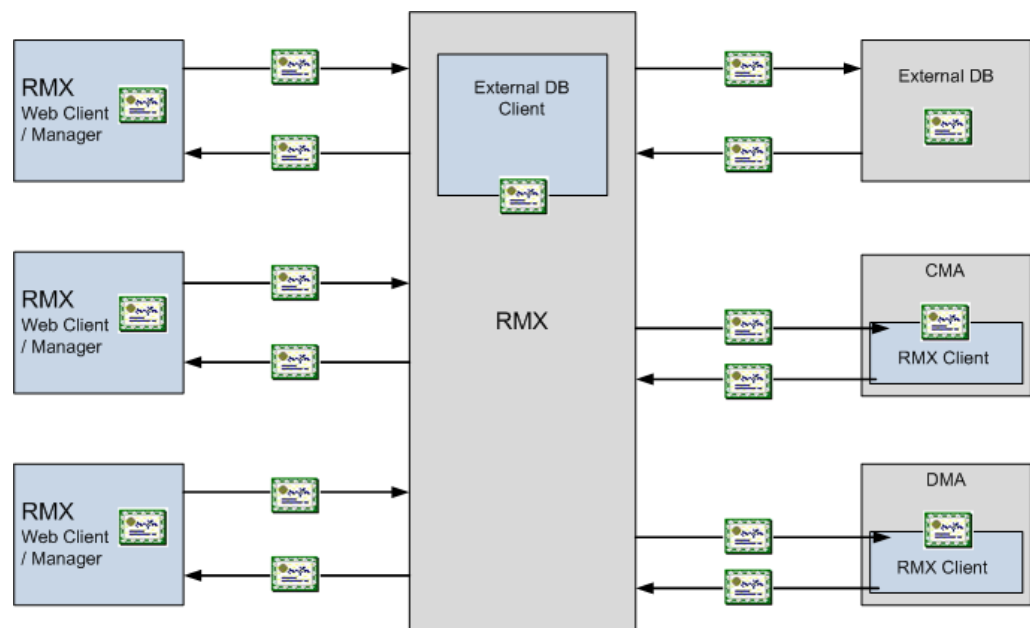 RMX
Web Client
/ Manager
External DB
Client
External DB
RMX
Web Client
/ Manager
RMX
CMA
RMX Client
RMX
Web Client
/ Manager
DMA
RMX Client